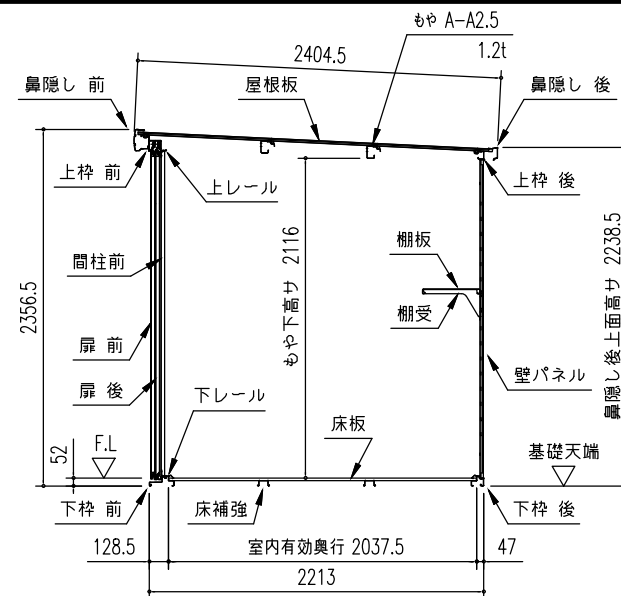 もや A-A2.5
2404.5
1.2t
鼻隠し 前
屋根板
鼻隠し 後
上枠 前
上レール
上枠 後
間柱前
棚板
棚受
2356.5
もや下高サ 2116
鼻隠し後上面高サ 2238.5
扉 前
扉 後
壁パネル
下レール
床板
F.L
52
基礎天端
下枠 前
床補強
下枠 後
128.5
室内有効奥行 2037.5
47
2213